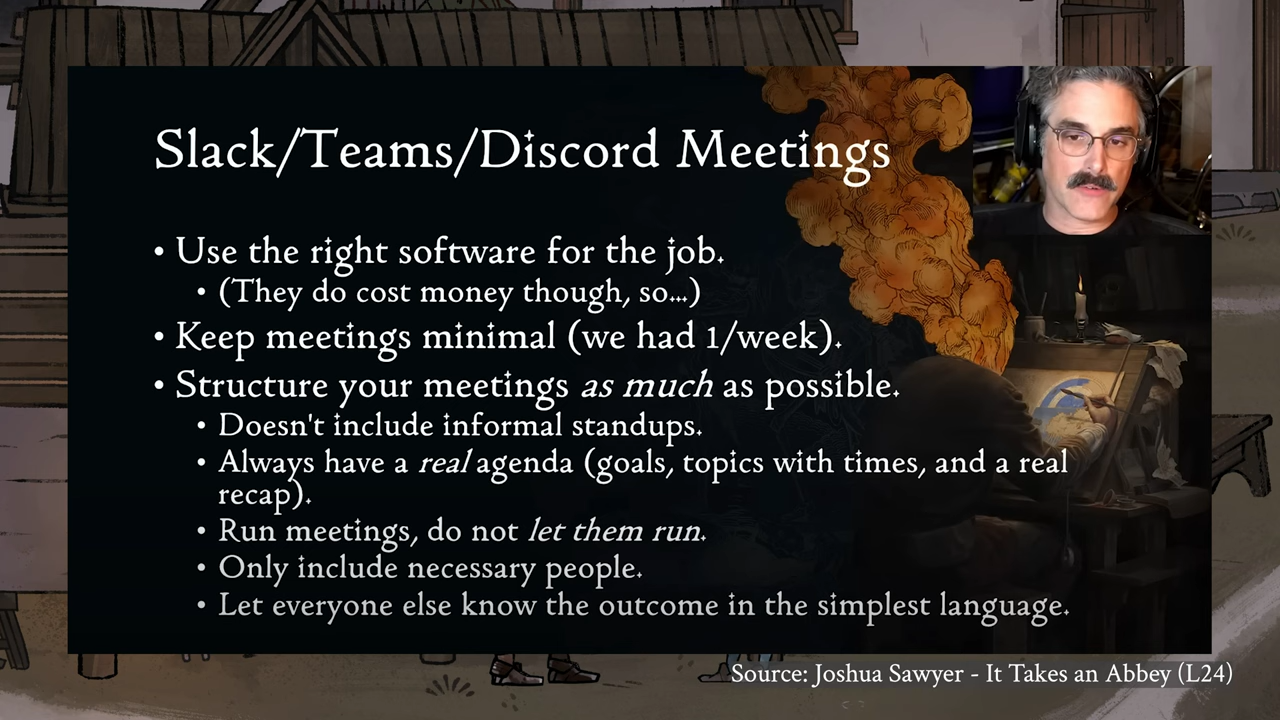 Slack/Teams/Discord Meetings
• Use the right software for the job.
• (They do cost money though, so...)
• Keep meetings minimal (we had 1/week).
• Structure your meetings as much as possible.
• Doesn't include informal standups.
• Always have a real agenda (goals, topics with times, and a real
recap).
• Run meetings, do not let them run.
• Only include necessary people.
• Let everyone else know the outcome in the simplest language.
Source: Joshua Sawyer - It Takes an Abbey (L24)